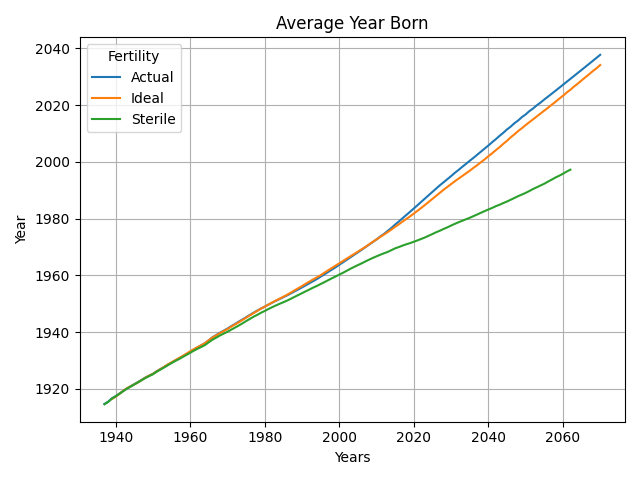 Average Year Born
Fertility
Actual
Ideal
Sterile
Year
2040
2020
2000
1980
1960
1940
1920
1940 1960 1980 2000 2020 2040 2060
Years